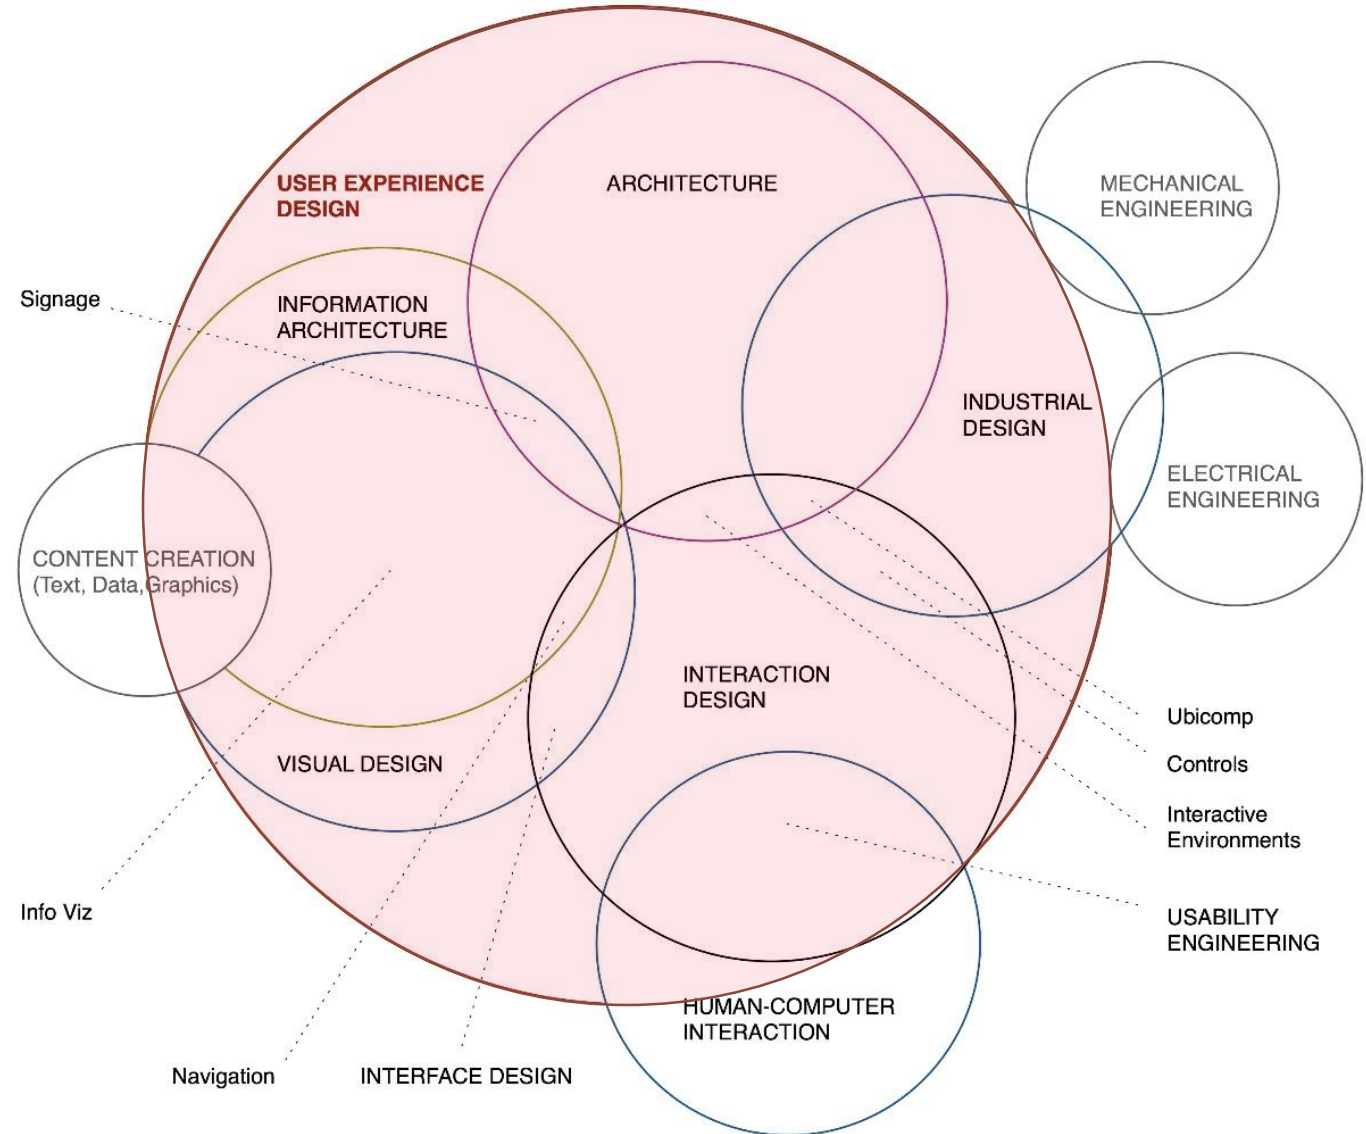 USER EXPERIENCE
DESIGN
ARCHITECTURE
MECHANICAL
ENGINEERING
Signage
INFORMATION
ARCHITECTURE
INDUSTRIAL
DESIGN
ELECTRICAL
ENGINEERING
CONTENT CREATION
(Text, Data,Graphics)
INTERACTION
DESIGN
VISUAL DESIGN
Ubicomp
Controls
Interactive
Environments
Info Viz
USABILITY
ENGINEERING
HUMAN-COMPUTER
INTERACTION
Navigation
INTERFACE DESIGN